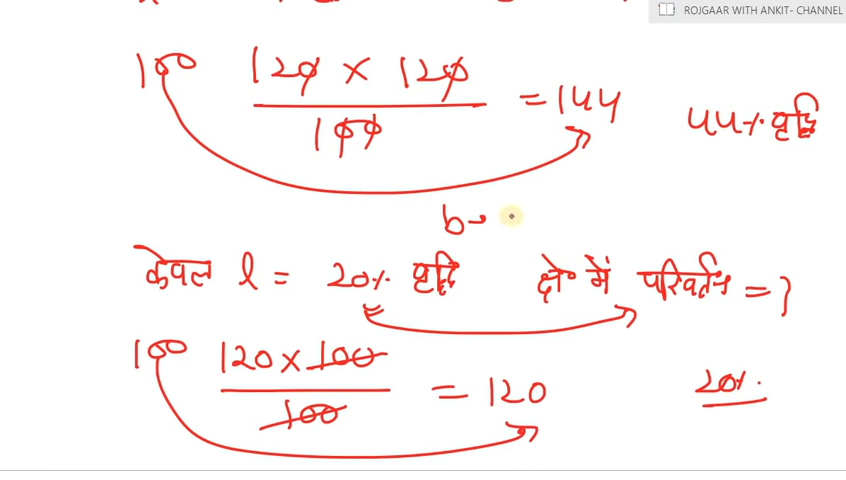 ROJGAAR WITH ANKIT- CHANNEL
100 120 x 120 / 100 = 144 44% वृद्धि
b→
केवल l = 20% वृद्धि क्षे॰ में परिवर्तन = ?
100 120 x 100 / 100 = 120 20%